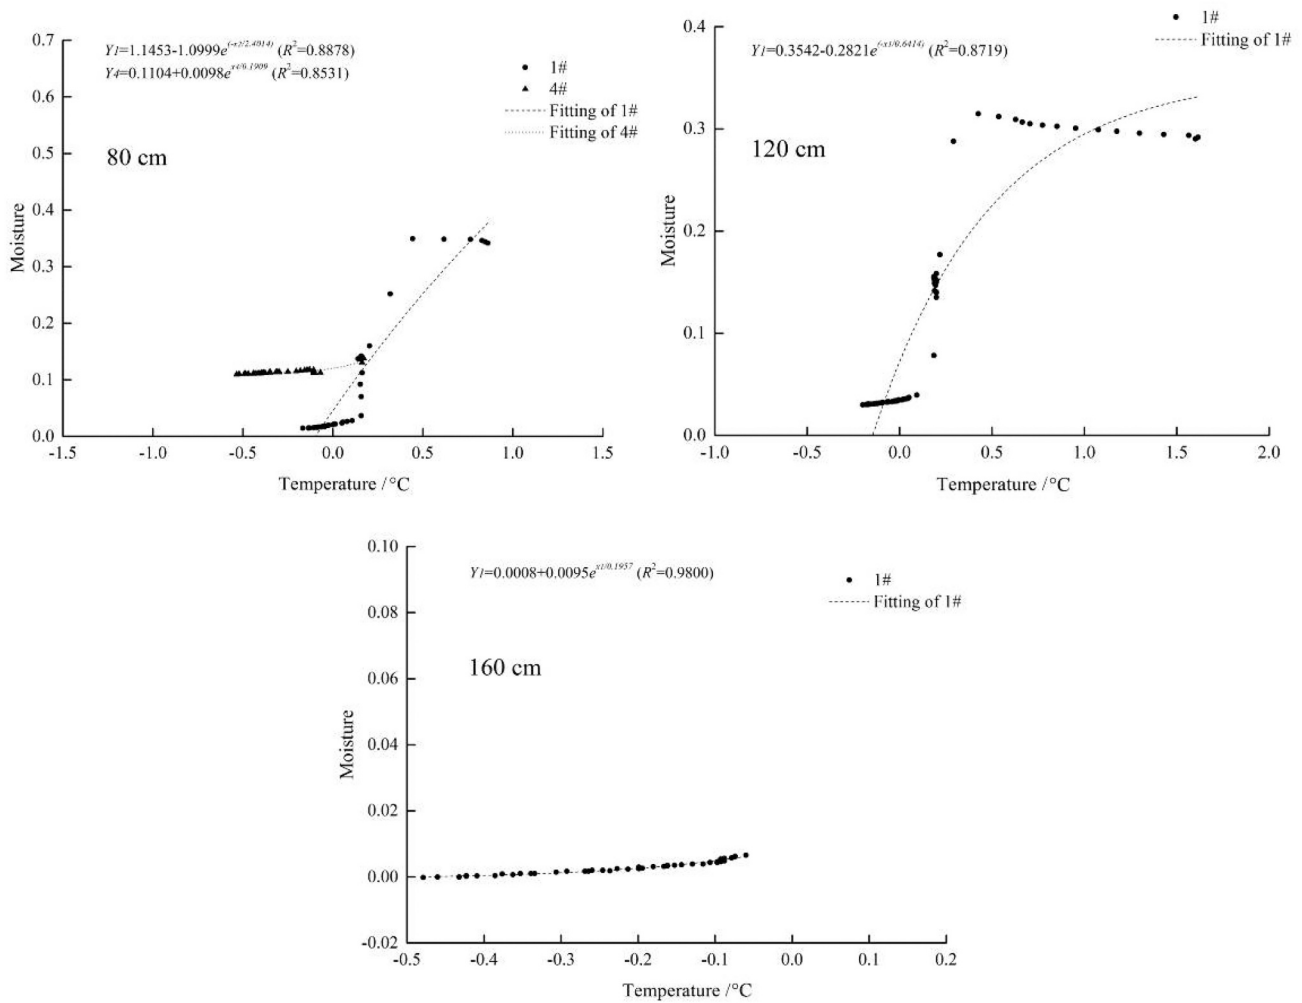 Y1=1.1453-1.0999e(-x1/2.4014) (R2=0.8878)
Y4=0.1104+0.0098ex4/0.1909 (R2=0.8531)
1#
4#
Fitting of 1#
Fitting of 4#
80 cm
0.7
0.6
0.5
0.4
0.3
0.2
0.1
0.0
Moisture
-1.5
-1.0
-0.5
0.0
0.5
1.0
1.5
Temperature /°C
Y1=0.3542-0.2821e(-x1/0.6414) (R2=0.8719)
1#
Fitting of 1#
120 cm
0.4
0.3
0.2
0.1
0.0
Moisture
-1.0
-0.5
0.0
0.5
1.0
1.5
2.0
Temperature /°C
Y1=0.0008+0.0095ex1/0.1957 (R2=0.9800)
1#
Fitting of 1#
160 cm
0.10
0.08
0.06
0.04
0.02
0.00
-0.02
Moisture
-0.5
-0.4
-0.3
-0.2
-0.1
0.0
0.1
0.2
Temperature /°C